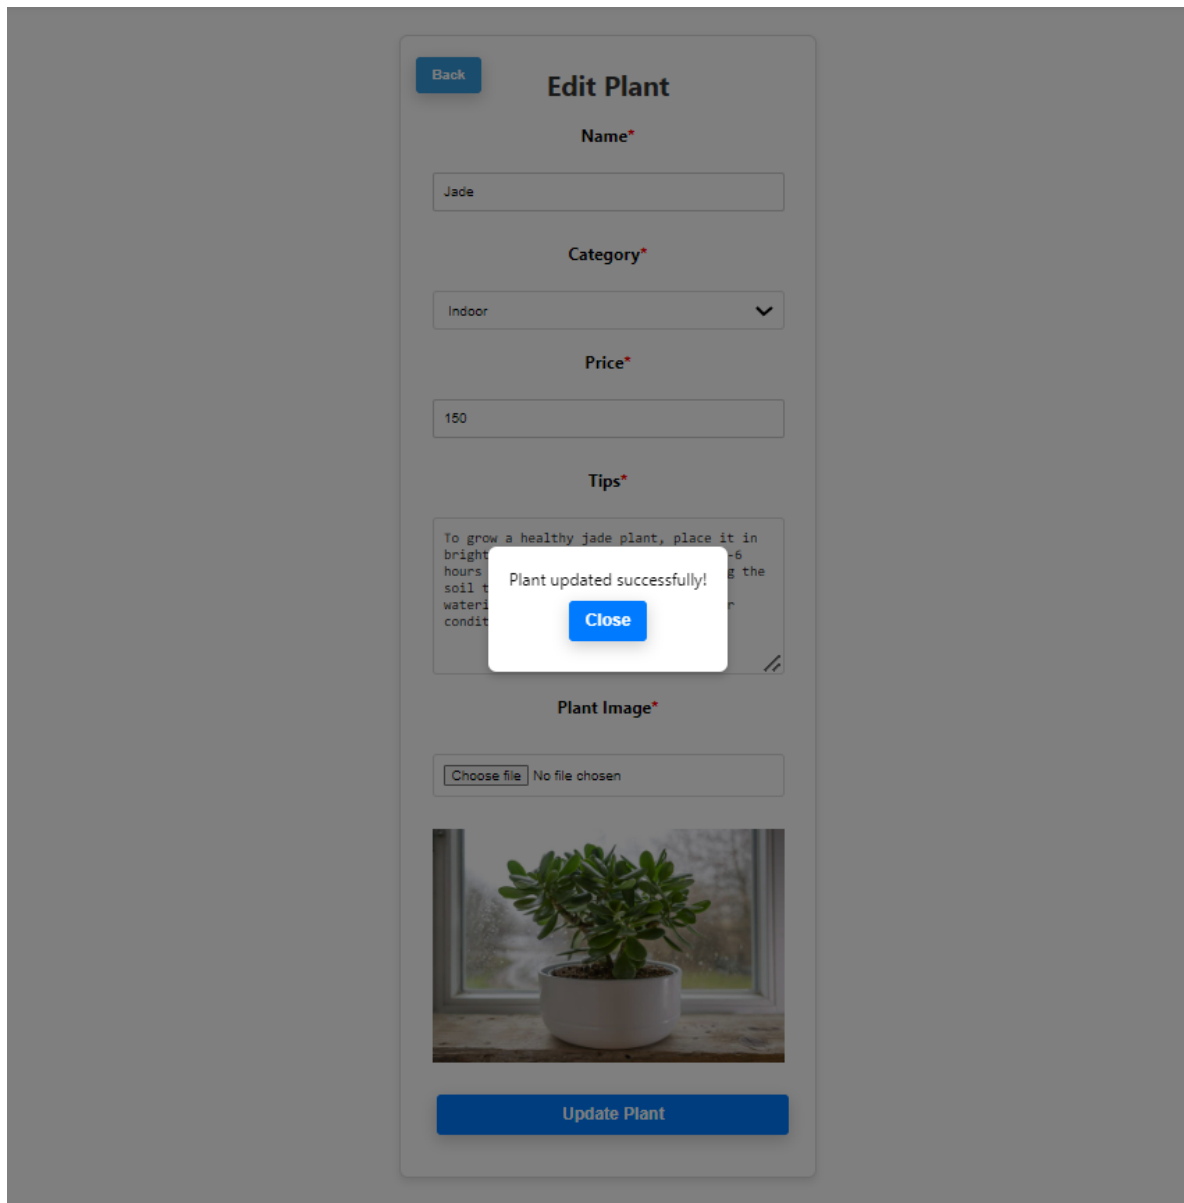 Back
Edit Plant
Name*
Jade
Category*
Indoor
Price*
150
Tips*
To grow a healthy jade plant, place it in
bright
-6
hours
g the
soil t
wateri
r
condit
Plant updated successfully!
Close
Plant Image*
Choose file No file chosen
Update Plant